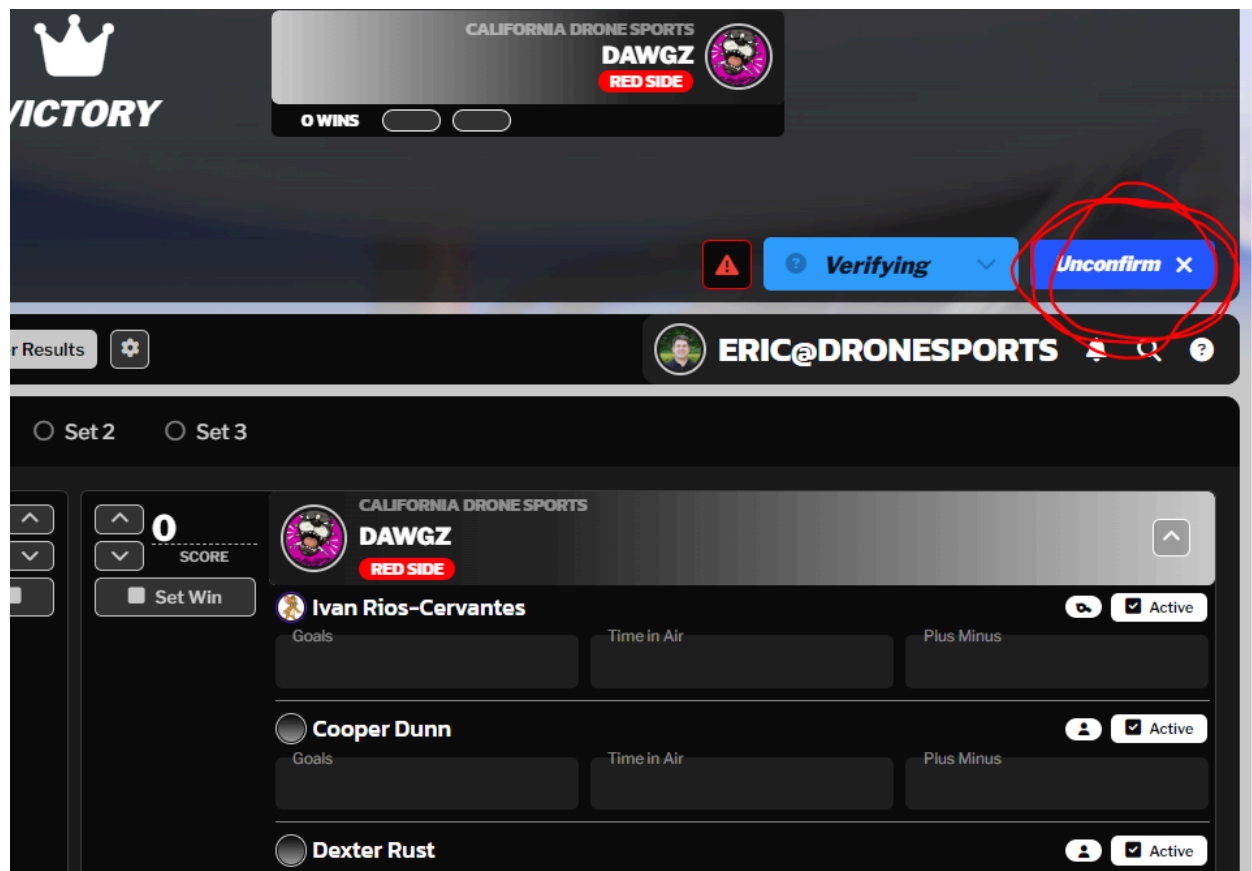 CALIFORNIA DRONE SPORTS
DAWGZ
RED SIDE
VICTORY
0 WINS
Verifying
Unconfirm
r Results
ERIC@DRONESPORTS
Set 2
Set 3
0
SCORE
Set Win
CALIFORNIA DRONE SPORTS
DAWGZ
RED SIDE
Ivan Rios-Cervantes
Active
Goals
Time in Air
Plus Minus
Cooper Dunn
Active
Goals
Time in Air
Plus Minus
Dexter Rust
Active